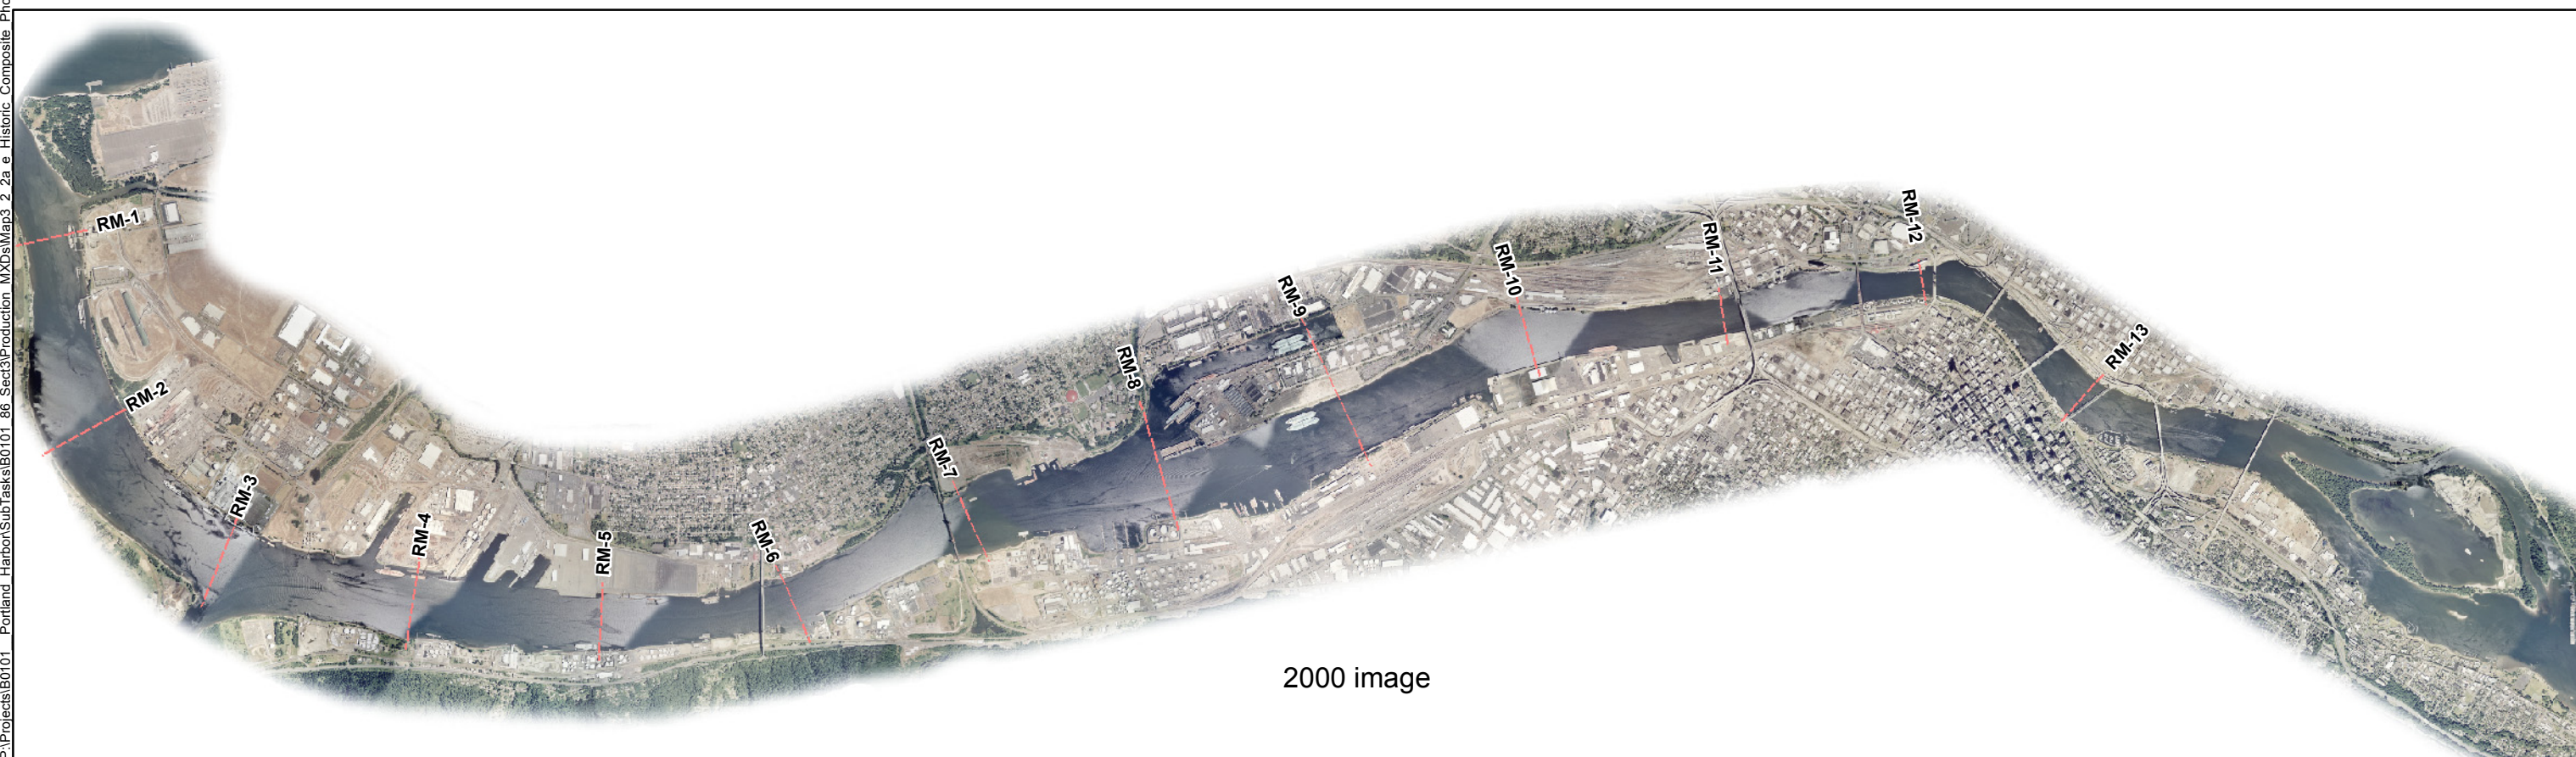 P:\Projects\B0101 Portland Harbor\SubTasks\B0101 86 Sect3\Production MXDs\Map3 2 2a e Historic Composite Pho
RM-1
RM-2
RM-3
RM-4
RM-5
RM-6
RM-7
RM-8
RM-9
RM-10
RM-11
RM-12
RM-13
2000 image